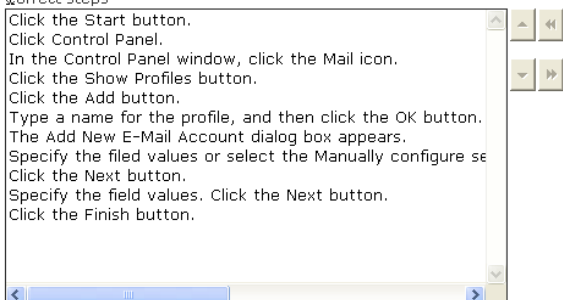 Correct steps
Click the Start button.
Click Control Panel.
In the Control Panel window, click the Mail icon.
Click the Show Profiles button.
Click the Add button.
Type a name for the profile, and then click the OK button.
The Add New E-Mail Account dialog box appears.
Specify the filed values or select the Manually configure se
Click the Next button.
Specify the field values. Click the Next button.
Click the Finish button.